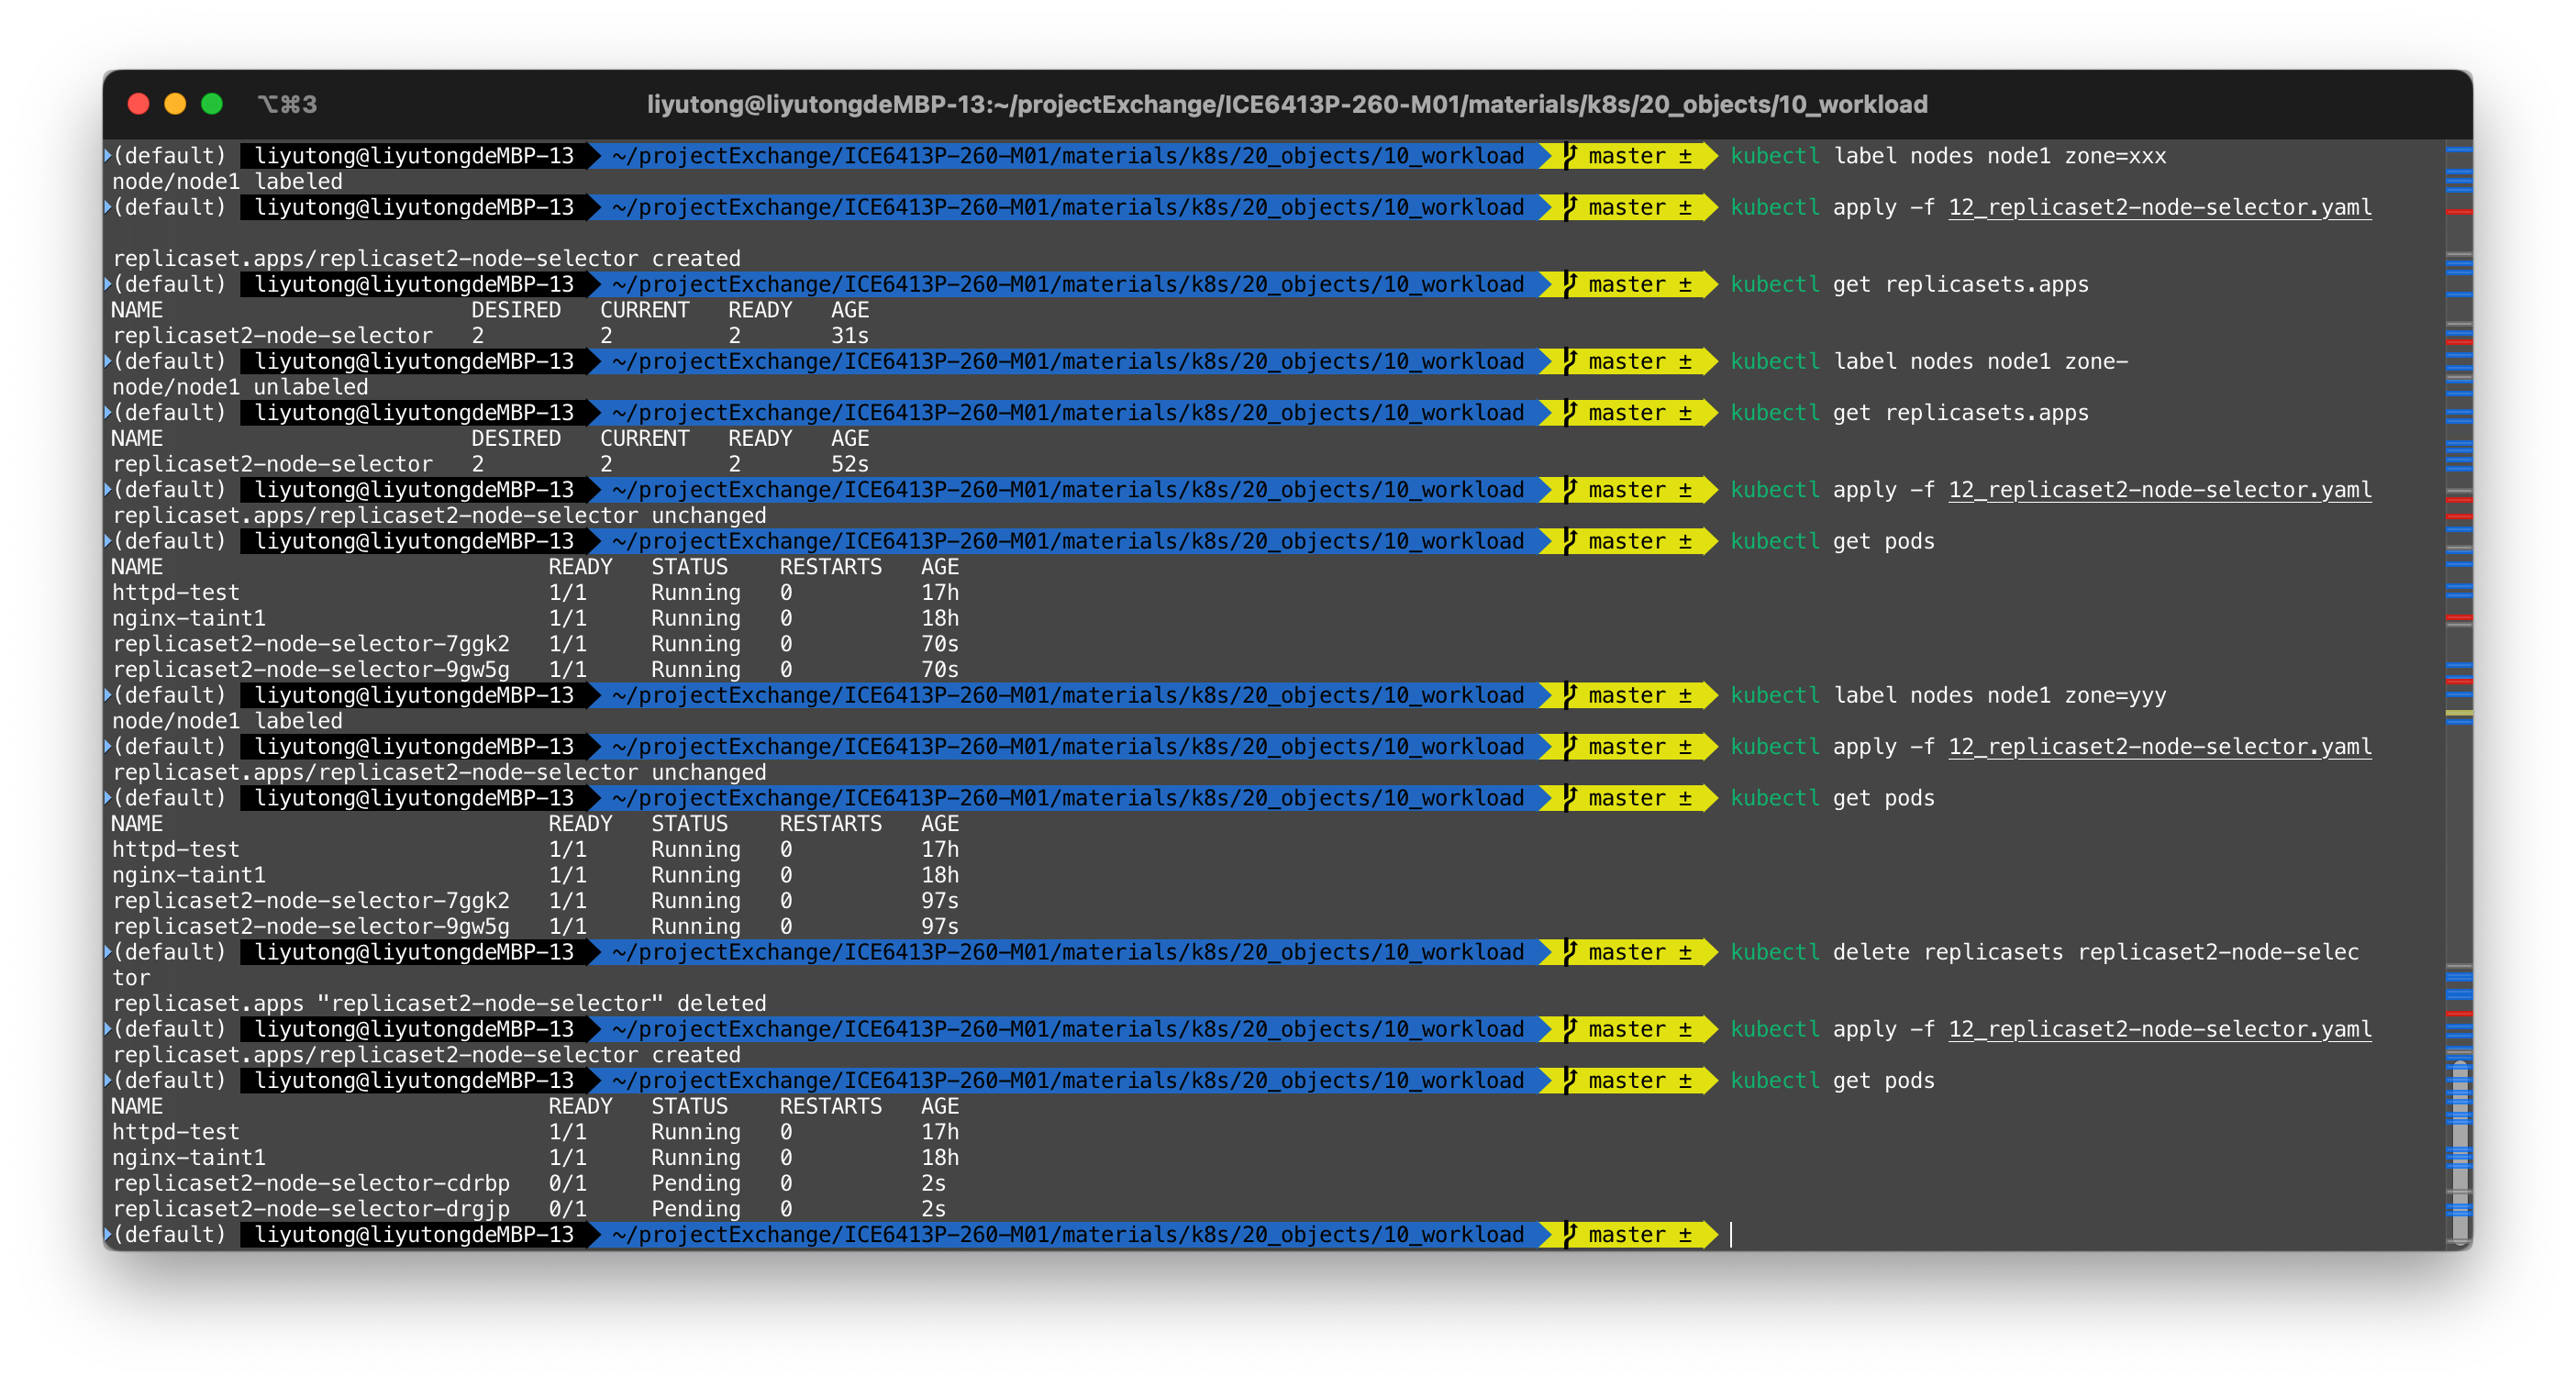 ⌥⌘3 liyutong@liyutongdeMBP-13:~/projectExchange/ICE6413P-260-M01/materials/k8s/20_objects/10_workload
(default) liyutong@liyutongdeMBP-13 ~/projectExchange/ICE6413P-260-M01/materials/k8s/20_objects/10_workload master ± kubectl label nodes node1 zone=xxx
node/node1 labeled
(default) liyutong@liyutongdeMBP-13 ~/projectExchange/ICE6413P-260-M01/materials/k8s/20_objects/10_workload master ± kubectl apply -f 12_replicaset2-node-selector.yaml
replicaset.apps/replicaset2-node-selector created
(default) liyutong@liyutongdeMBP-13 ~/projectExchange/ICE6413P-260-M01/materials/k8s/20_objects/10_workload master ± kubectl get replicasets.apps
NAME DESIRED CURRENT READY AGE
replicaset2-node-selector 2 2 2 31s
(default) liyutong@liyutongdeMBP-13 ~/projectExchange/ICE6413P-260-M01/materials/k8s/20_objects/10_workload master ± kubectl label nodes node1 zone-
node/node1 unlabeled
(default) liyutong@liyutongdeMBP-13 ~/projectExchange/ICE6413P-260-M01/materials/k8s/20_objects/10_workload master ± kubectl get replicasets.apps
NAME DESIRED CURRENT READY AGE
replicaset2-node-selector 2 2 2 52s
(default) liyutong@liyutongdeMBP-13 ~/projectExchange/ICE6413P-260-M01/materials/k8s/20_objects/10_workload master ± kubectl apply -f 12_replicaset2-node-selector.yaml
replicaset.apps/replicaset2-node-selector unchanged
(default) liyutong@liyutongdeMBP-13 ~/projectExchange/ICE6413P-260-M01/materials/k8s/20_objects/10_workload master ± kubectl get pods
NAME READY STATUS RESTARTS AGE
httpd-test 1/1 Running 0 17h
nginx-taint1 1/1 Running 0 18h
replicaset2-node-selector-7ggk2 1/1 Running 0 70s
replicaset2-node-selector-9gw5g 1/1 Running 0 70s
(default) liyutong@liyutongdeMBP-13 ~/projectExchange/ICE6413P-260-M01/materials/k8s/20_objects/10_workload master ± kubectl label nodes node1 zone=yyy
node/node1 labeled
(default) liyutong@liyutongdeMBP-13 ~/projectExchange/ICE6413P-260-M01/materials/k8s/20_objects/10_workload master ± kubectl apply -f 12_replicaset2-node-selector.yaml
replicaset.apps/replicaset2-node-selector unchanged
(default) liyutong@liyutongdeMBP-13 ~/projectExchange/ICE6413P-260-M01/materials/k8s/20_objects/10_workload master ± kubectl get pods
NAME READY STATUS RESTARTS AGE
httpd-test 1/1 Running 0 17h
nginx-taint1 1/1 Running 0 18h
replicaset2-node-selector-7ggk2 1/1 Running 0 97s
replicaset2-node-selector-9gw5g 1/1 Running 0 97s
(default) liyutong@liyutongdeMBP-13 ~/projectExchange/ICE6413P-260-M01/materials/k8s/20_objects/10_workload master ± kubectl delete replicasets replicaset2-node-selec
tor
replicaset.apps "replicaset2-node-selector" deleted
(default) liyutong@liyutongdeMBP-13 ~/projectExchange/ICE6413P-260-M01/materials/k8s/20_objects/10_workload master ± kubectl apply -f 12_replicaset2-node-selector.yaml
replicaset.apps/replicaset2-node-selector created
(default) liyutong@liyutongdeMBP-13 ~/projectExchange/ICE6413P-260-M01/materials/k8s/20_objects/10_workload master ± kubectl get pods
NAME READY STATUS RESTARTS AGE
httpd-test 1/1 Running 0 17h
nginx-taint1 1/1 Running 0 18h
replicaset2-node-selector-cdrbp 0/1 Pending 0 2s
replicaset2-node-selector-drgjp 0/1 Pending 0 2s
(default) liyutong@liyutongdeMBP-13 ~/projectExchange/ICE6413P-260-M01/materials/k8s/20_objects/10_workload master ±